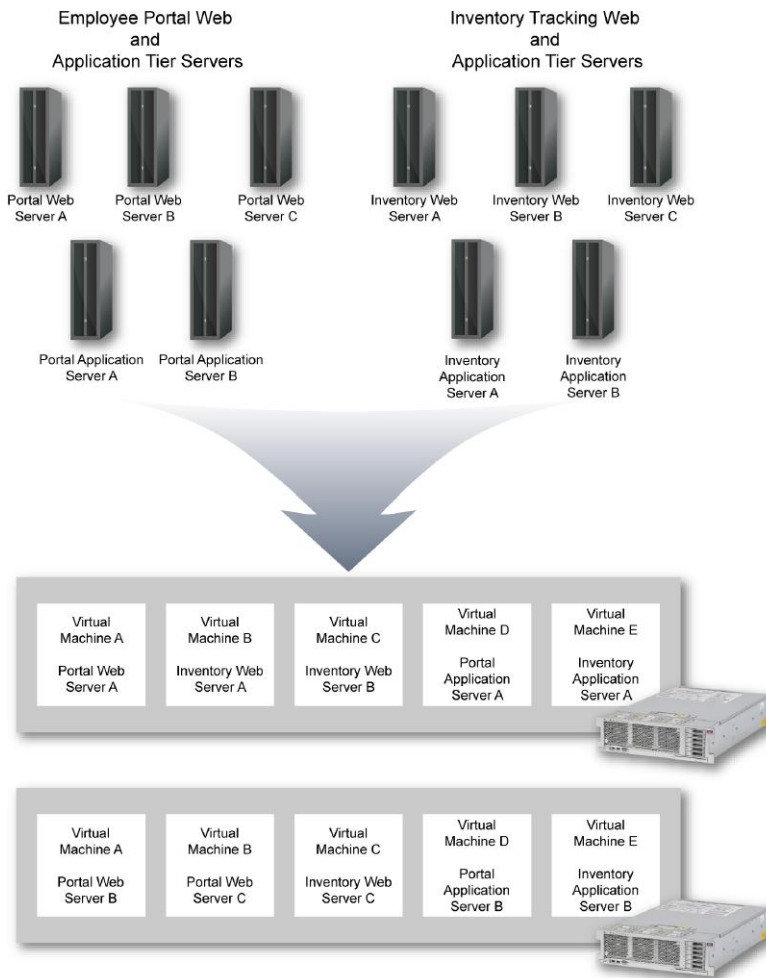 Employee Portal Web
and
Application Tier Servers
Inventory Tracking Web
and
Application Tier Servers
Portal Web
Server A
Portal Web
Server B
Portal Web
Server C
Inventory Web
Server A
Inventory Web
Server B
Inventory Web
Server C
Portal Application
Server A
Portal Application
Server B
Inventory
Application
Server A
Inventory
Application
Server B
Virtual
Machine A
Portal Web
Server A
Virtual
Machine B
Inventory Web
Server A
Virtual
Machine C
Inventory Web
Server B
Virtual
Machine D
Portal
Application
Server A
Virtual
Machine E
Inventory
Application
Server A
Virtual
Machine A
Portal Web
Server B
Virtual
Machine B
Portal Web
Server C
Virtual
Machine C
Inventory Web
Server C
Virtual
Machine D
Portal
Application
Server B
Virtual
Machine E
Inventory
Application
Server B